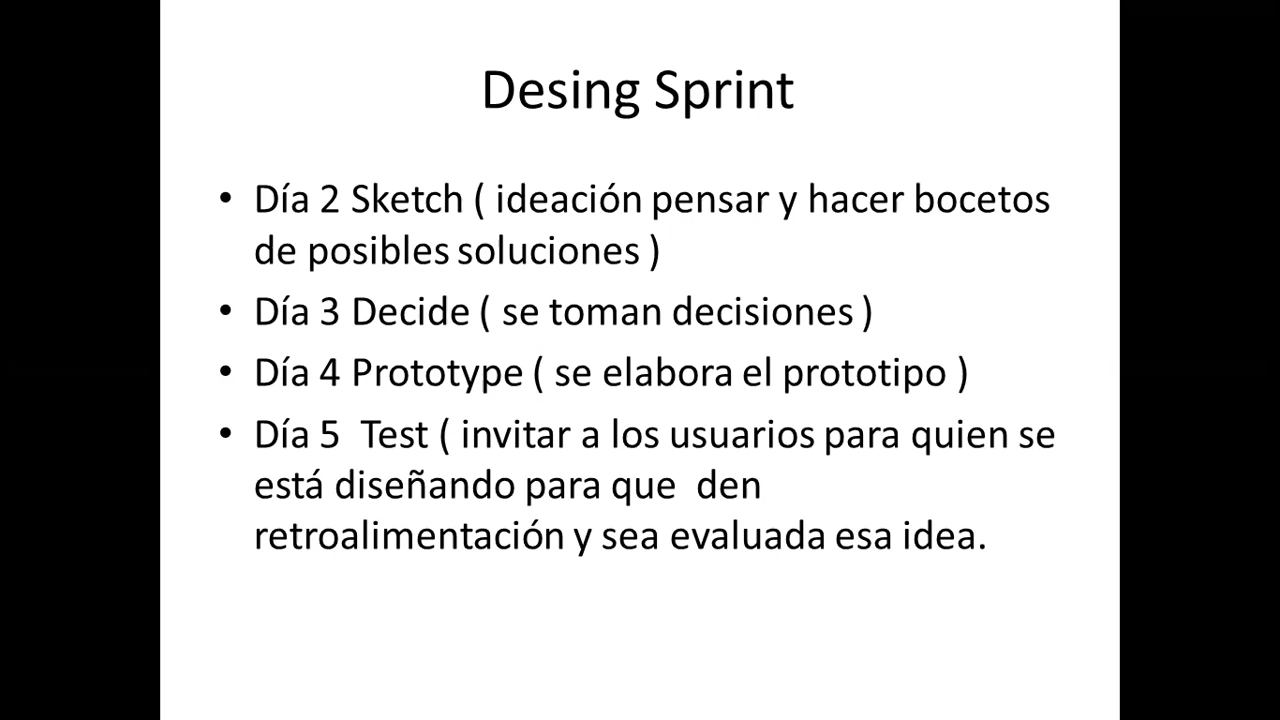 Desing Sprint
• Día 2 Sketch ( ideación pensar y hacer bocetos
de posibles soluciones )
• Día 3 Decide ( se toman decisiones )
• Día 4 Prototype ( se elabora el prototipo )
• Día 5  Test ( invitar a los usuarios para quien se
está diseñando para que  den
retroalimentación y sea evaluada esa idea.